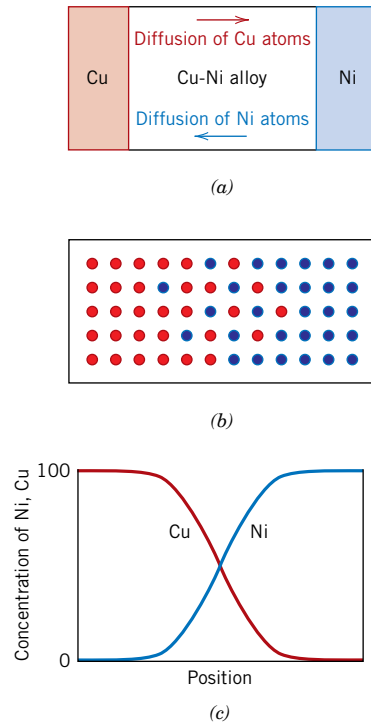 Diffusion of Cu atoms
Cu
Cu-Ni alloy
Ni
Diffusion of Ni atoms
(a)
(b)
100
Concentration of Ni, Cu
Cu
Ni
0
Position
(c)